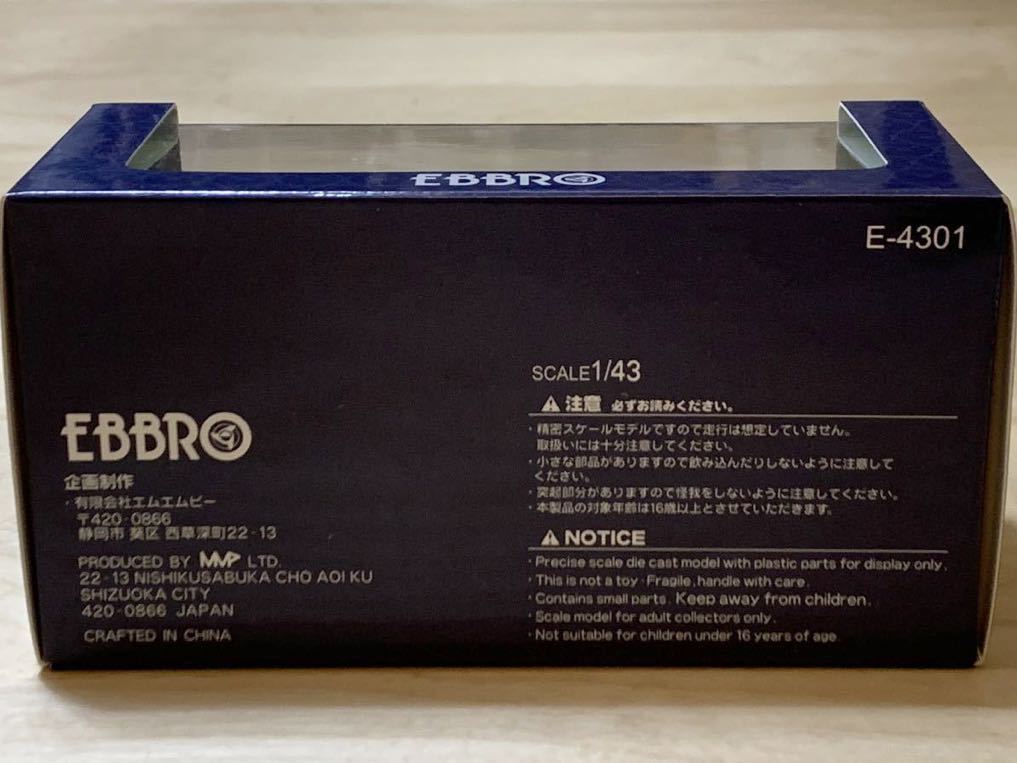 EBBRO
E-4301
SCALE1/43
⚠ 注意 必ずお読みください。
・精密スケールモデルですので走行は想定していません。
取扱いには十分注意してください。
・小さな部品がありますので飲み込んだりしないように注意して
ください。
・突起部分がありますので怪我をしないように注意してください。
・本製品の対象年齢は16歳以上とさせていただきます。
⚠ NOTICE
・Precise scale die cast model with plastic parts for display only.
・This is not a toy・Fragile, handle with care.
・Contains small parts. Keep away from children.
・Scale model for adult collectors only.
・Not suitable for children under 16 years of age.
EBBRO
企画制作
・有限会社エムエムピー
〒420-0866
静岡市 葵区 西草深町22-13
PRODUCED BY MMP LTD.
22-13 NISHIKUSABUKA CHO AOI KU
SHIZUOKA CITY
420-0866 JAPAN
CRAFTED IN CHINA